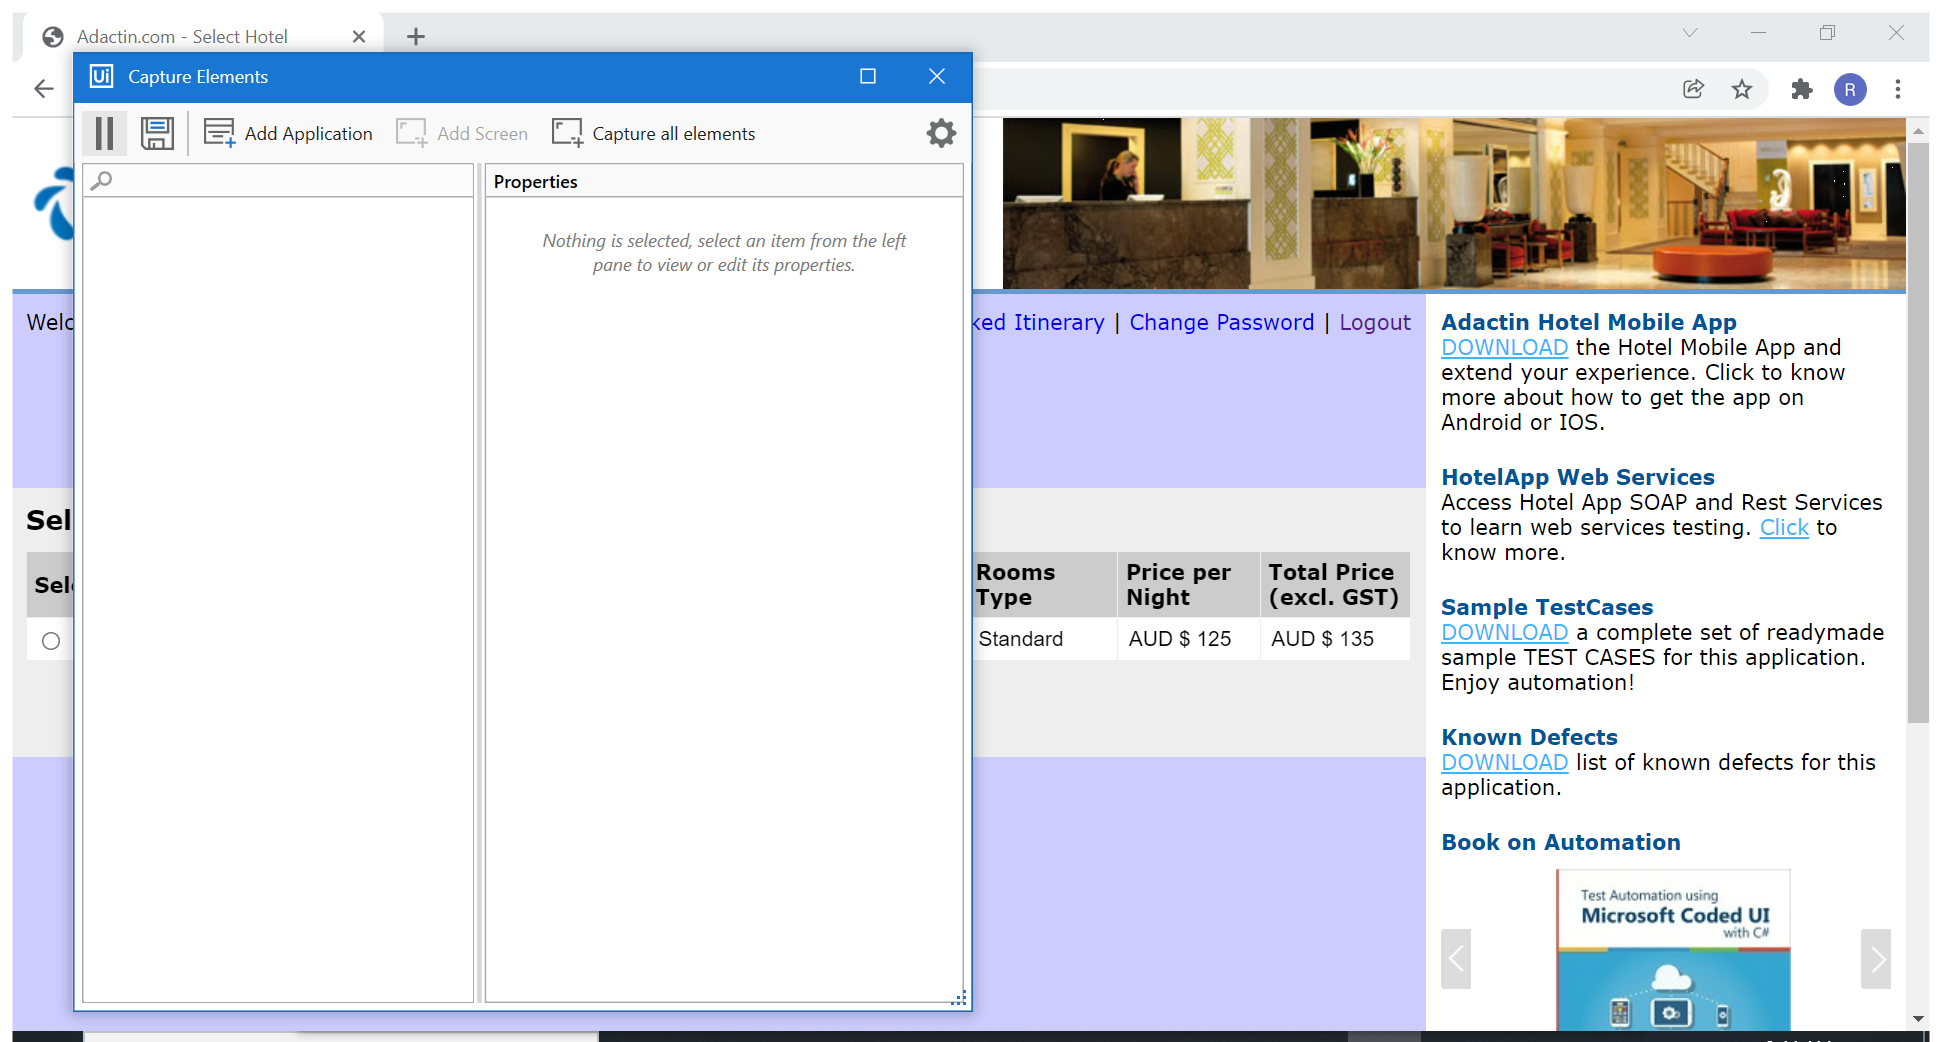 Adactin.com - Select Hotel
Ui Capture Elements
R
Add Application Add Screen Capture all elements
Properties
Nothing is selected, select an item from the left
pane to view or edit its properties.
Itinerary | Change Password | Logout
Rooms Type
Price per Night
Total Price (excl. GST)
Standard AUD $ 125 AUD $ 135
Adactin Hotel Mobile App
DOWNLOAD the Hotel Mobile App and
extend your experience. Click to know
more about how to get the app on
Android or IOS.
HotelApp Web Services
Access Hotel App SOAP and Rest Services
to learn web services testing. Click to
know more.
Sample TestCases
DOWNLOAD a complete set of readymade
sample TEST CASES for this application.
Enjoy automation!
Known Defects
DOWNLOAD list of known defects for this
application.
Book on Automation
Test Automation using
Microsoft Coded UI
with C#